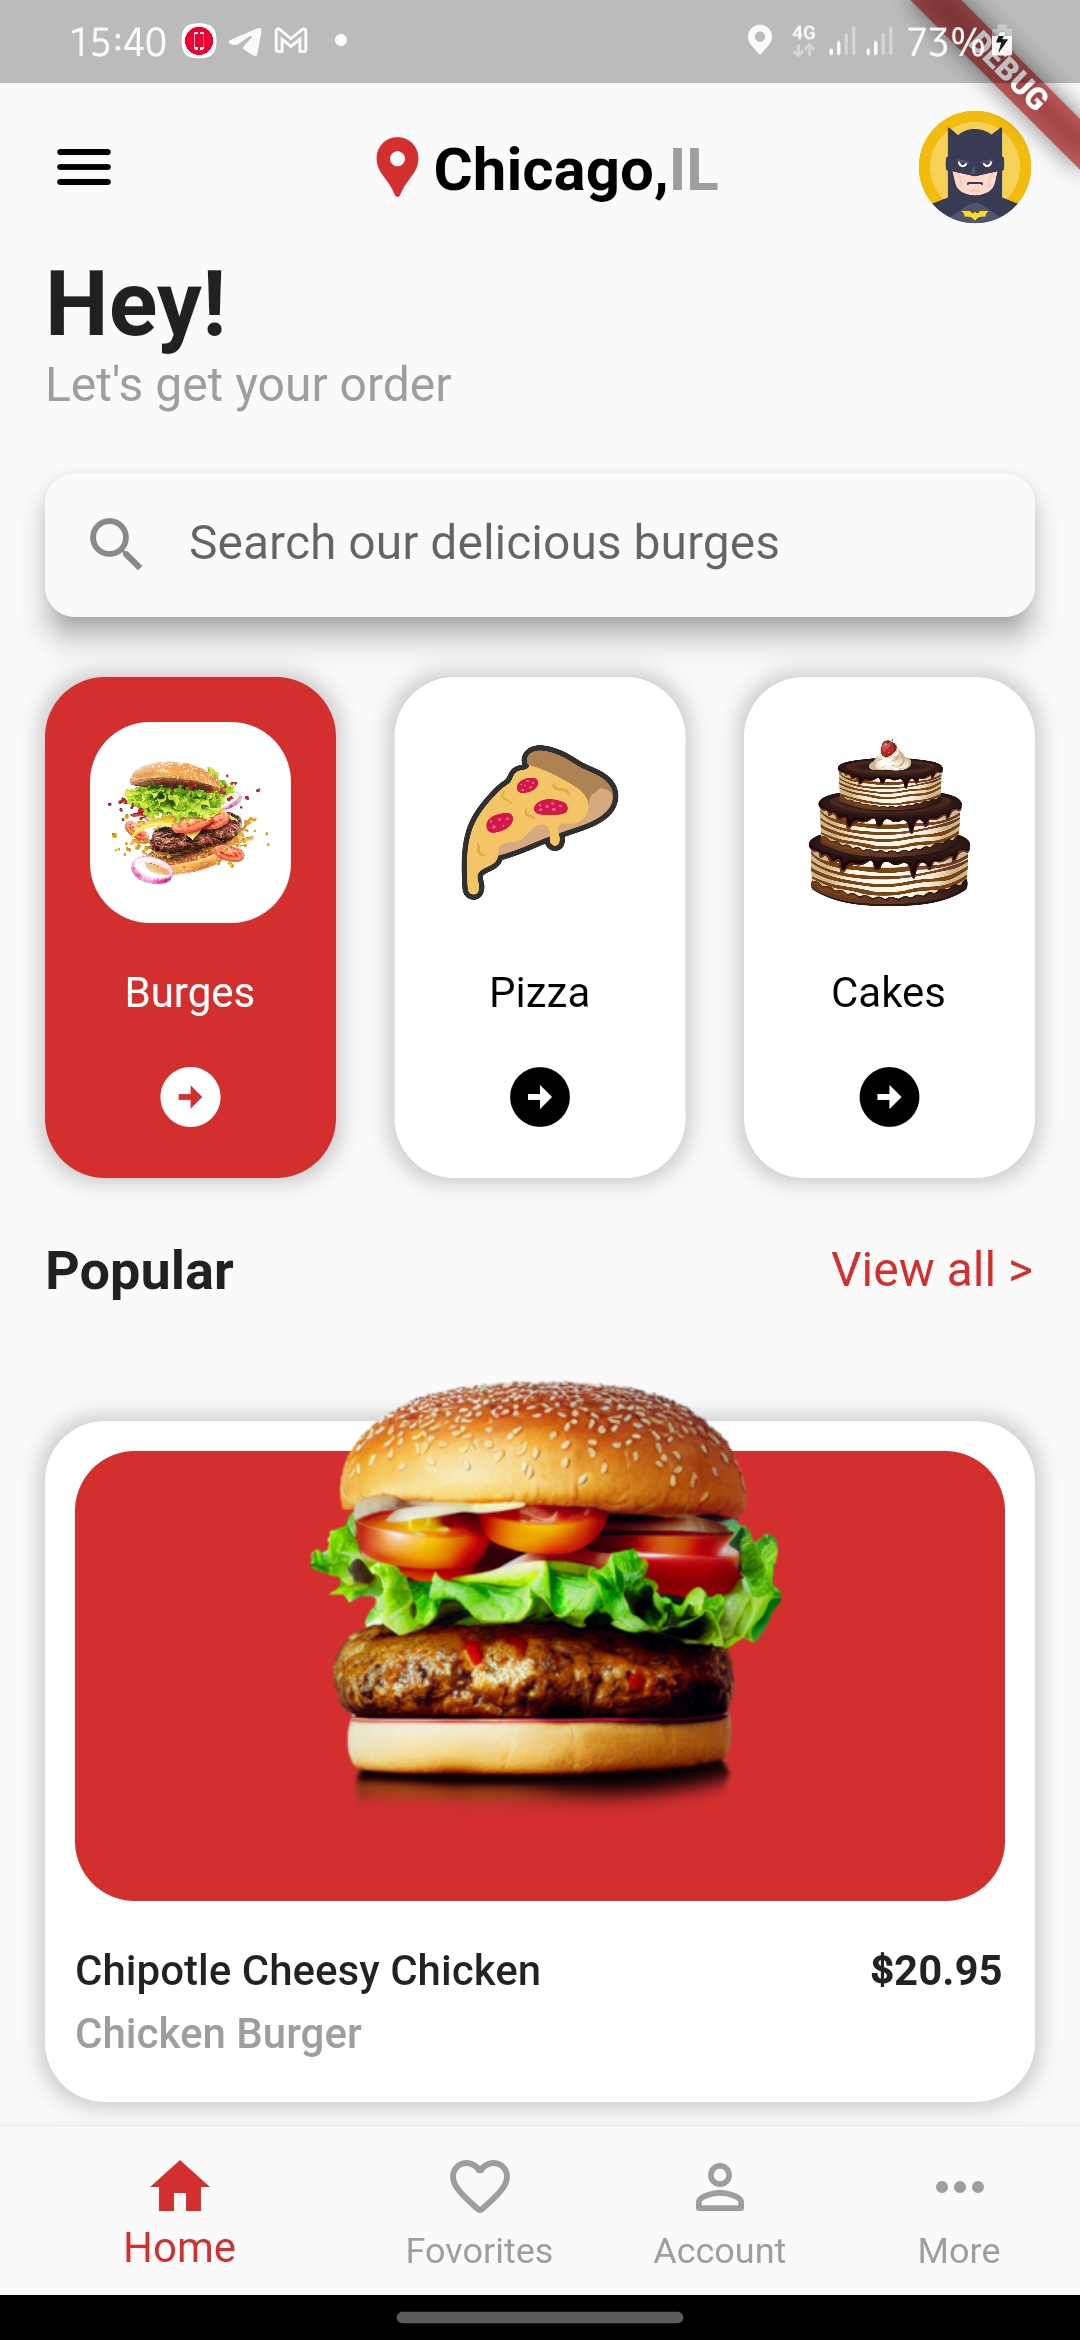 15:40
4G
73%
DEBUG
Chicago,IL
Hey!
Let's get your order
Search our delicious burges
Burges
Pizza
Cakes
Popular
View all >
Chipotle Cheesy Chicken
$20.95
Chicken Burger
Home
Fovorites
Account
More